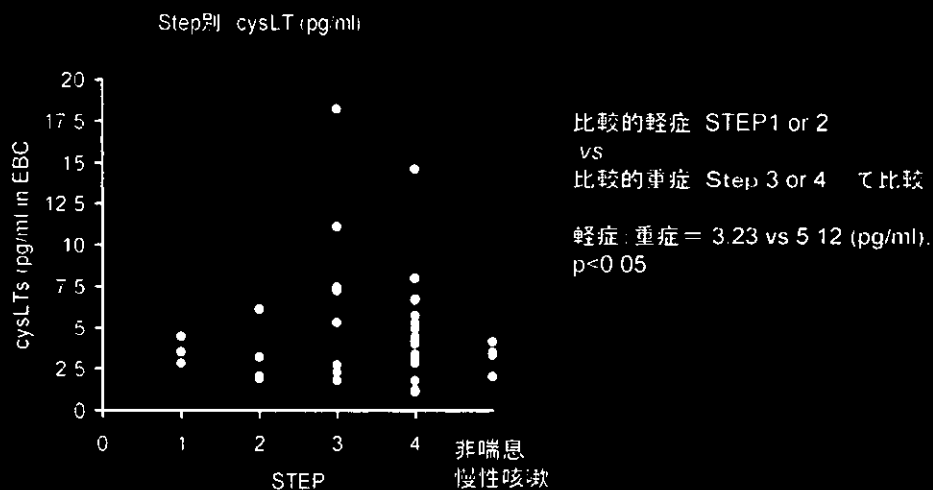 Step別 cysLT (pg/ml)
20
17 5
15
12 5
10
7 5
5
2 5
0
cysLTs (pg/ml) in EBC
0 1 2 3 4 非喘息
慢性咳嗽
STEP
比較的軽症 STEP1 or 2
vs
比較的重症 Step 3 or 4 て比較
軽症:重症= 3.23 vs 5 12 (pg/ml).
p<0 05